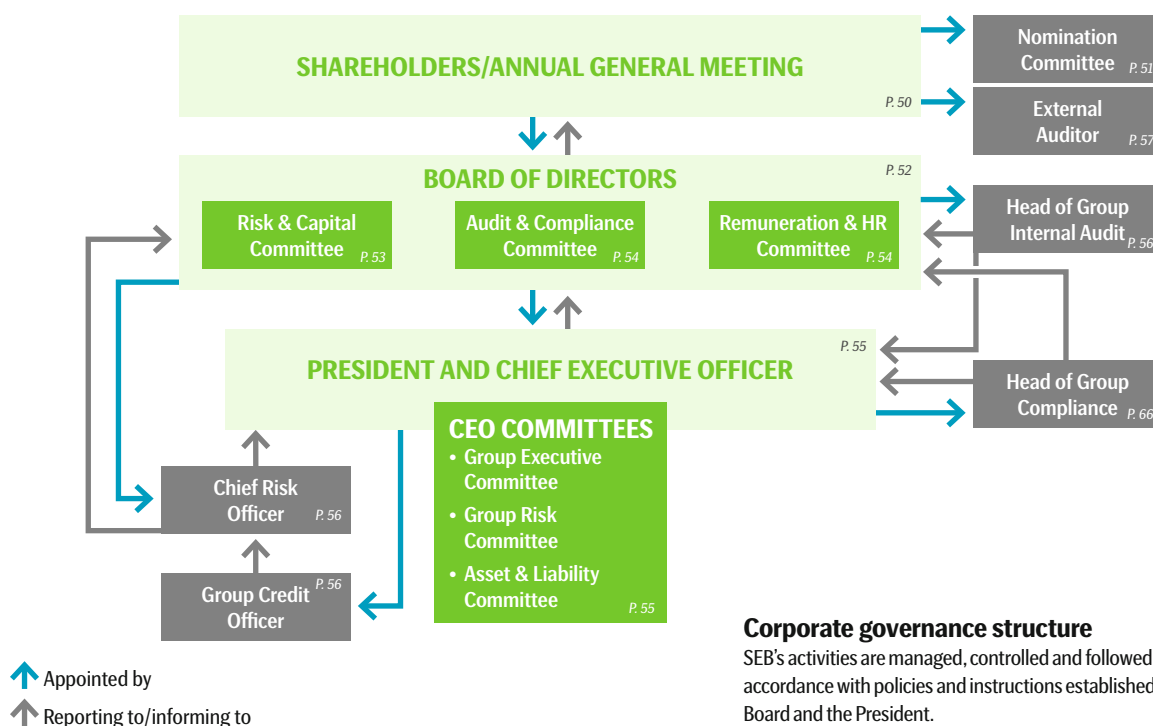 SHAREHOLDERS/ANNUAL GENERAL MEETING
P. 50
Nomination
Committee P. 51
External
Auditor P. 57
BOARD OF DIRECTORS
P. 52
Risk & Capital
Committee P. 53
Audit & Compliance
Committee P. 54
Remuneration & HR
Committee P. 54
Head of Group
Internal Audit P. 56
PRESIDENT AND CHIEF EXECUTIVE OFFICER
P. 55
Head of Group
Compliance P. 66
CEO COMMITTEES
• Group Executive
Committee
• Group Risk
Committee
• Asset & Liability
Committee P. 55
Chief Risk
Officer P. 56
Group Credit P. 56
Officer
Appointed by
Reporting to/informing to
Corporate governance structure
SEB's activities are managed, controlled and followed
accordance with policies and instructions established
Board and the President.